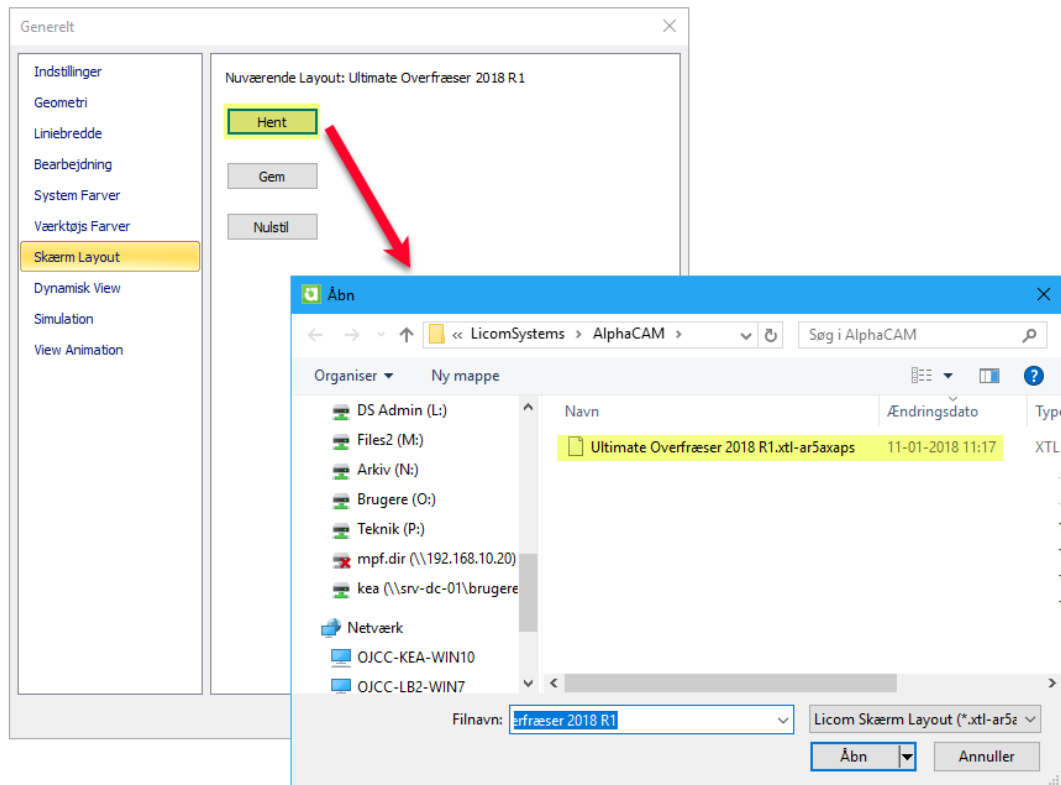 Generelt
Indstillinger
Geometri
Liniebredde
Bearbejdning
System Farver
Værktøjs Farver
Skærm Layout
Dynamisk View
Simulation
View Animation
Nuværende Layout: Ultimate Overfræser 2018 R1
Hent
Gem
Nulstil
Åbn
« LicomSystems > AlphaCAM >
Søg i AlphaCAM
Organiser
Ny mappe
DS Admin (L:)
Files2 (M:)
Arkiv (N:)
Brugere (O:)
Teknik (P:)
mpf.dir (\\192.168.10.20)
kea (\\srv-dc-01\brugere
Netværk
OJCC-KEA-WIN10
OJCC-LB2-WIN7
Navn Ændringsdato Type
Ultimate Overfræser 2018 R1.xtl-ar5axaps 11-01-2018 11:17 XTL
Filnavn: erfræser 2018 R1
Licom Skærm Layout (*.xtl-ar5a
Åbn Annuller